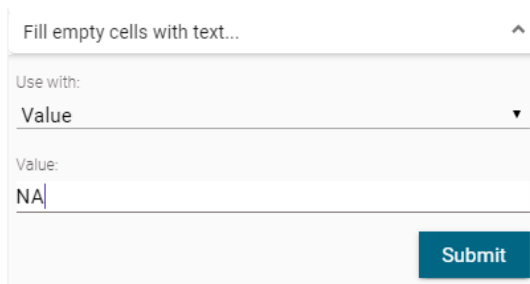 Fill empty cells with text...
Use with:
Value
Value:
NA
Submit